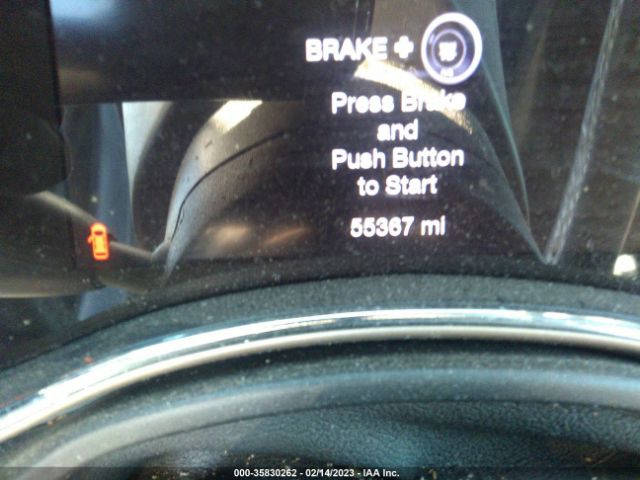 BRAKE +
Press Brake
and
Push Button
to Start
55367 mi
000-35830262 - 02/14/2023 - IAA Inc.